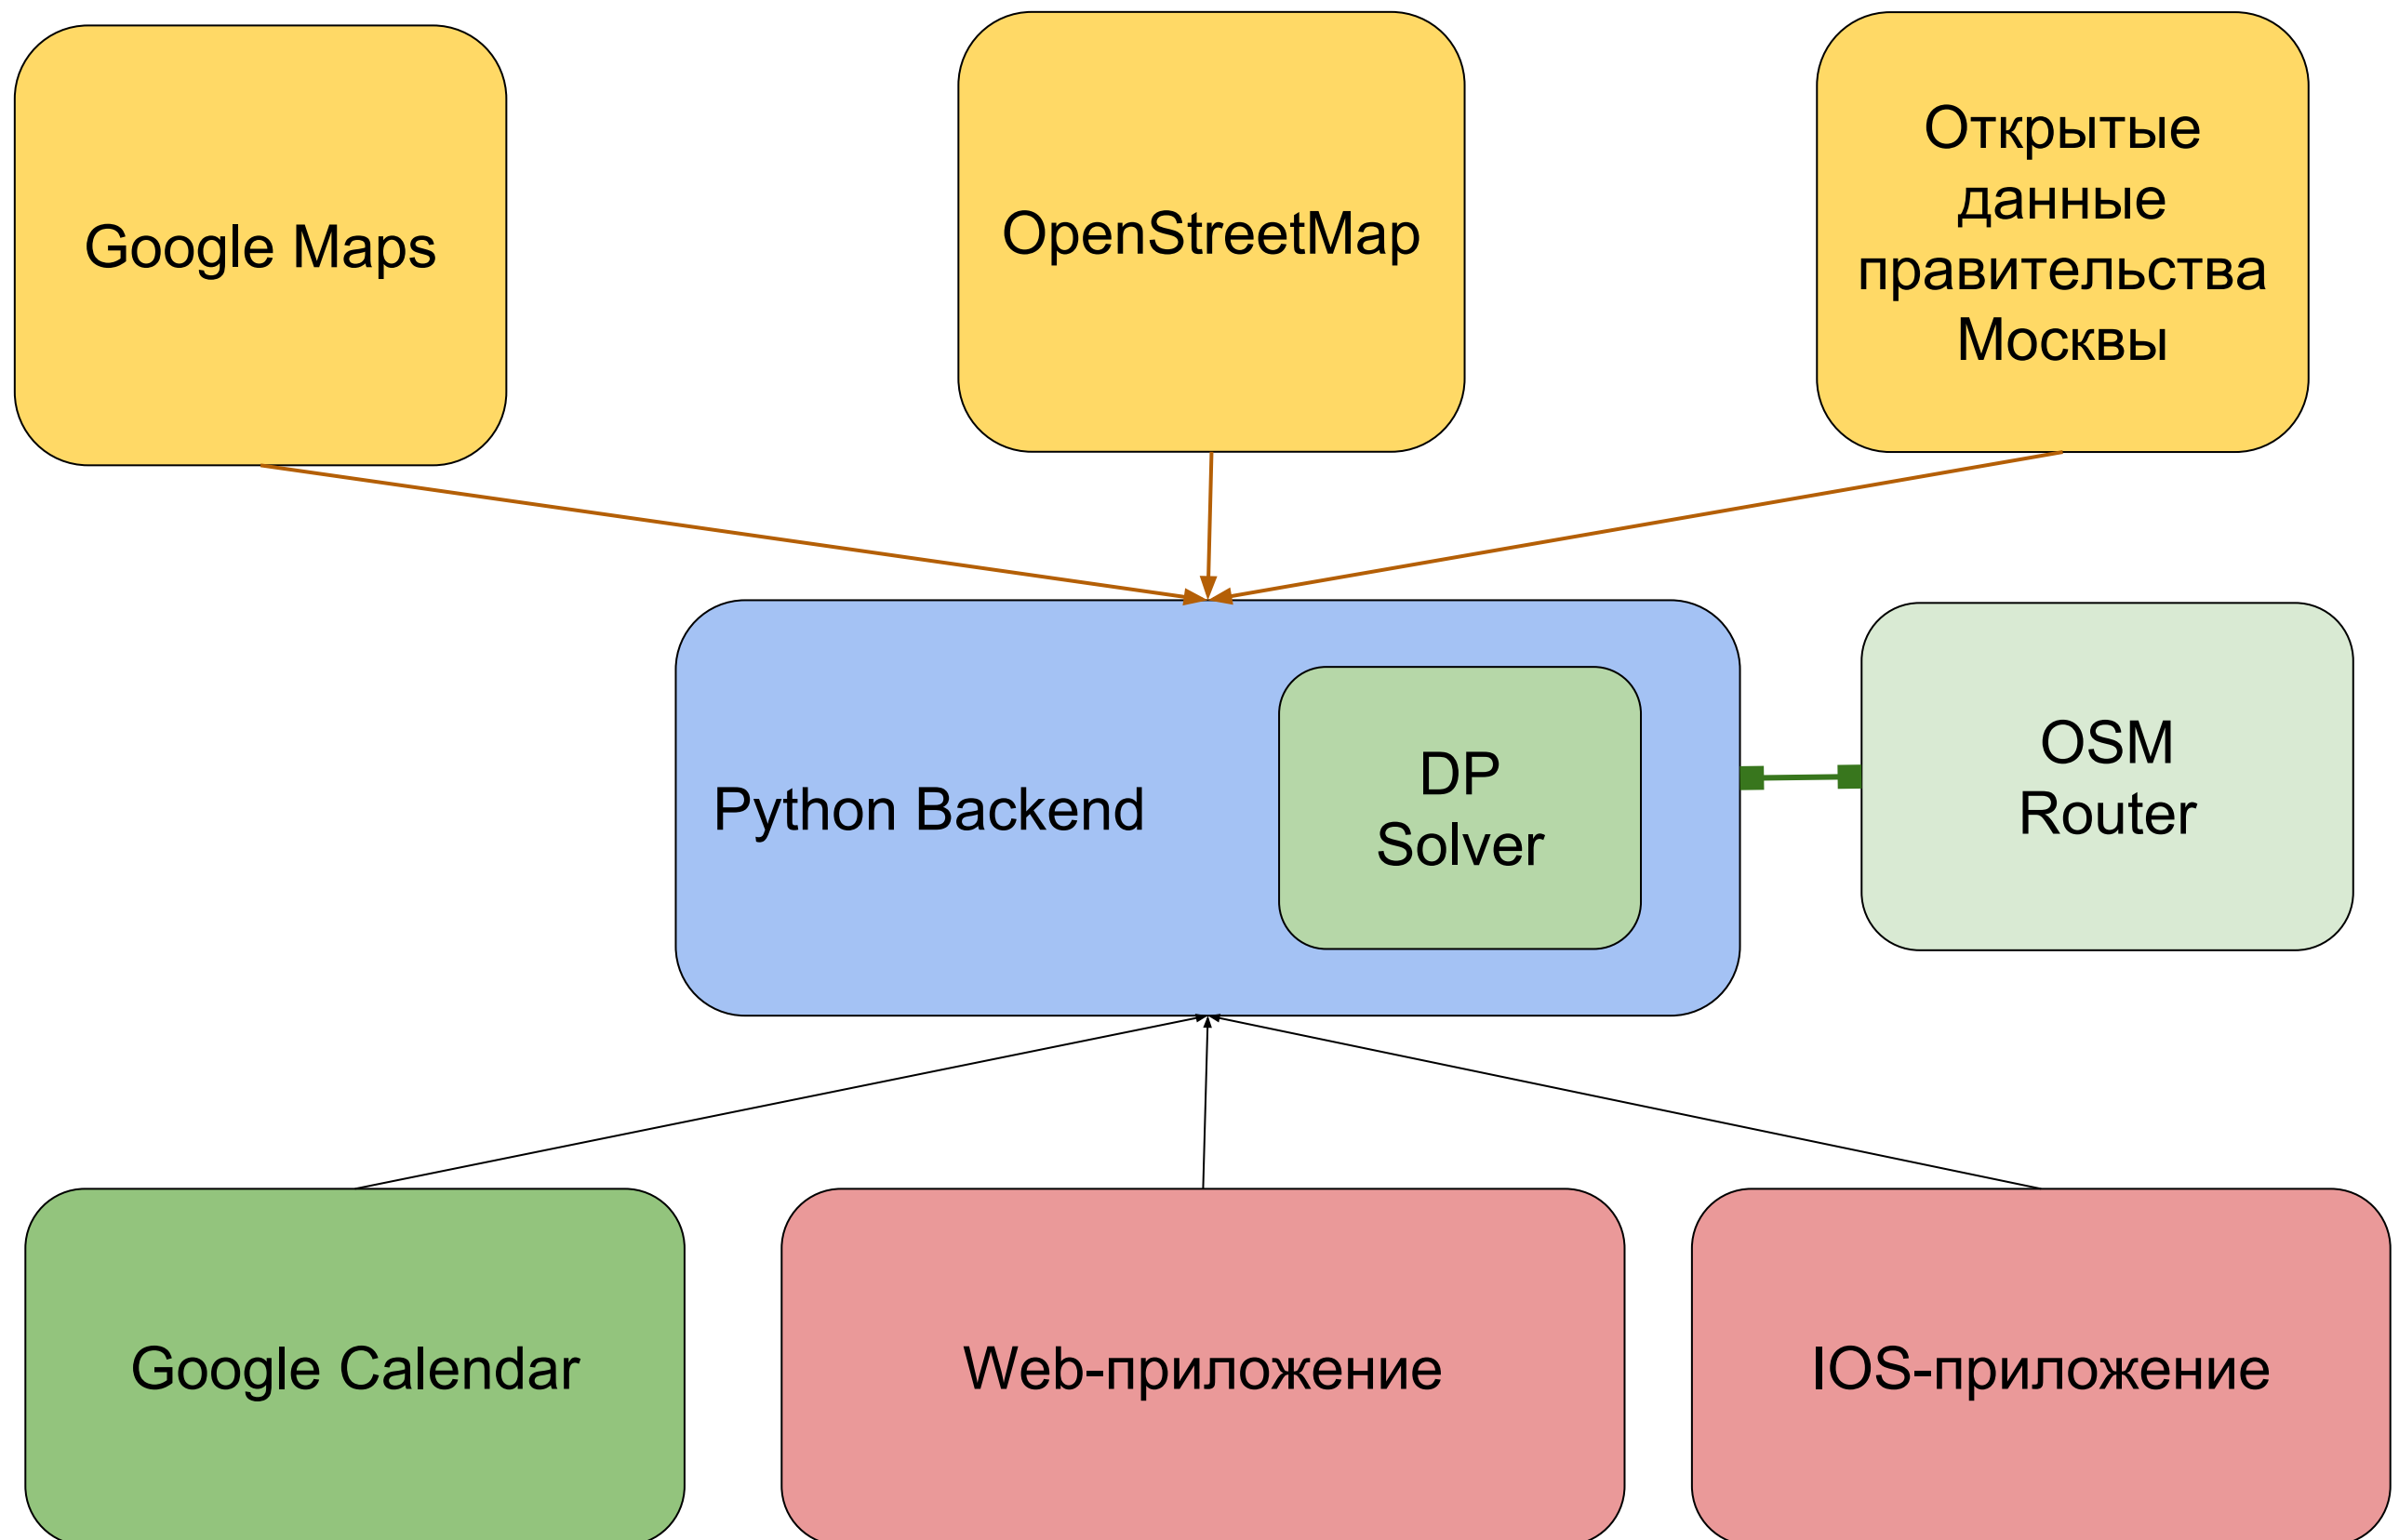 Google Maps
OpenStreetMap
Открытые
данные
правительства
Москвы
Python Backend
DP
Solver
OSM
Router
Google Calendar
Web-приложение
IOS-приложение